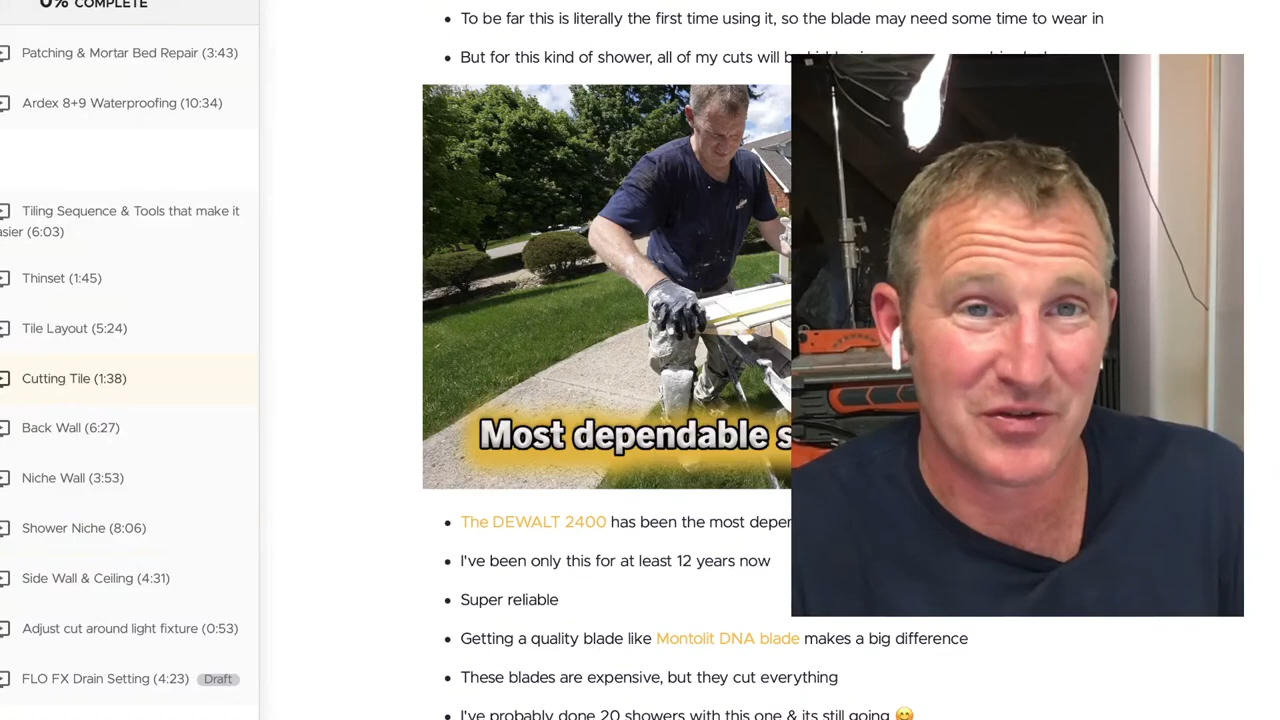 0% COMPLETE
Patching & Mortar Bed Repair (3:43)
Ardex 8+9 Waterproofing (10:34)
Tiling Sequence & Tools that make it
asier (6:03)
Thinset (1:45)
Tile Layout (5:24)
Cutting Tile (1:38)
Back Wall (6:27)
Niche Wall (3:53)
Shower Niche (8:06)
Side Wall & Ceiling (4:31)
Adjust cut around light fixture (0:53)
FLO FX Drain Setting (4:23) Draft
To be far this is literally the first time using it, so the blade may need some time to wear in
But for this kind of shower, all of my cuts will b
Most dependable s
The DEWALT 2400 has been the most deper
I've been only this for at least 12 years now
Super reliable
Getting a quality blade like Montolit DNA blade makes a big difference
These blades are expensive, but they cut everything
I've probably done 20 showers with this one & its still going 😊